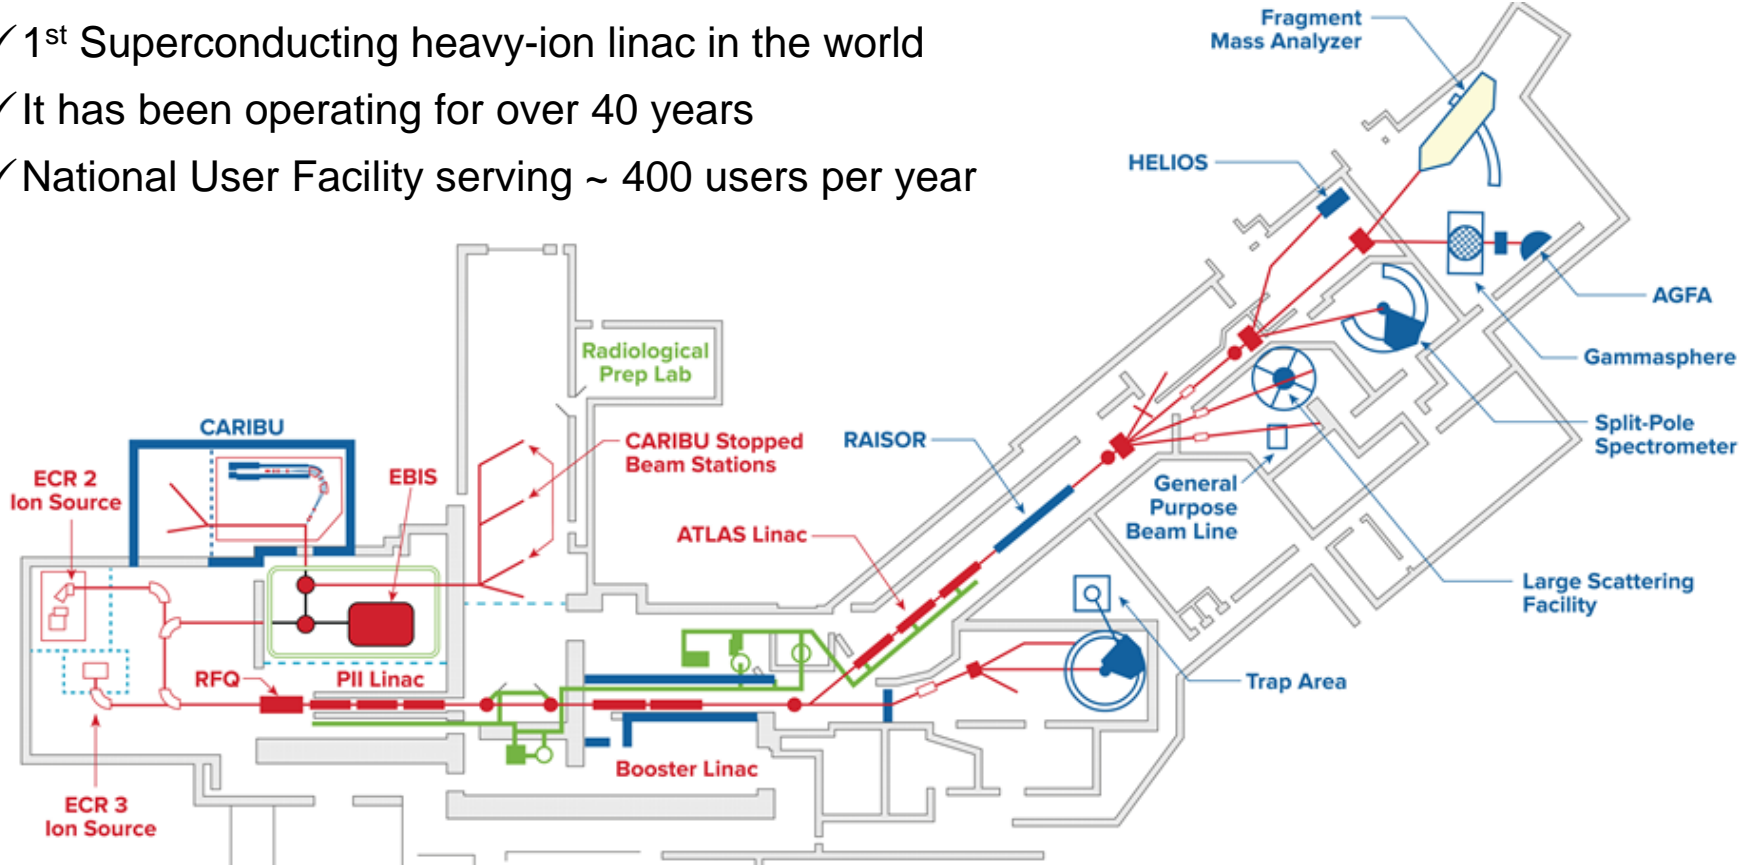 ✓1st Superconducting heavy-ion linac in the world
✓It has been operating for over 40 years
✓National User Facility serving ~ 400 users per year
Fragment
Mass Analyzer
HELIOS
AGFA
Gammasphere
Split-Pole
Spectrometer
Large Scattering
Facility
General
Purpose
Beam Line
Trap Area
RAISOR
ATLAS Linac
Radiological
Prep Lab
CARIBU Stopped
Beam Stations
CARIBU
EBIS
ECR 2
Ion Source
RFQ
PII Linac
Booster Linac
ECR 3
Ion Source